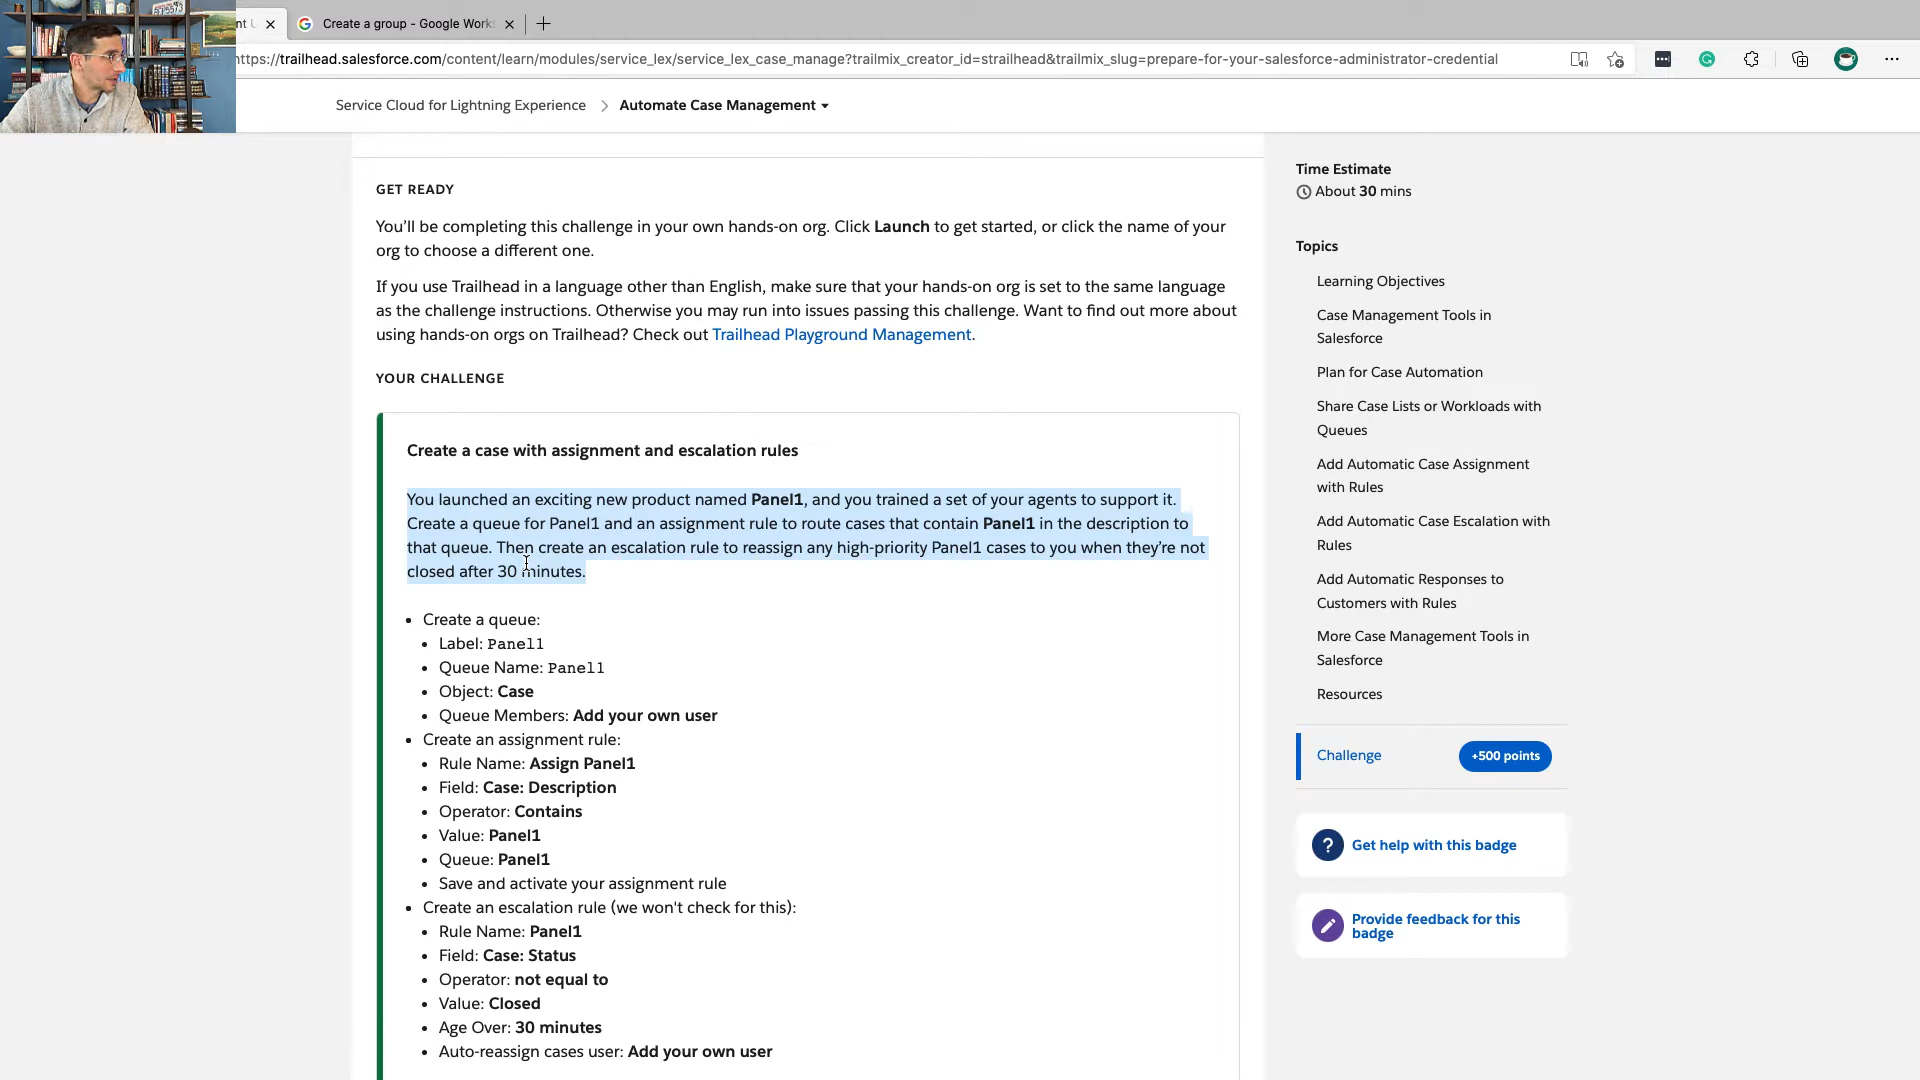 nt U
Create a group - Google Works
https://trailhead.salesforce.com/content/learn/modules/service_lex/service_lex_case_manage?trailmix_creator_id=strailhead&trailmix_slug=prepare-for-your-salesforce-administrator-credential
Service Cloud for Lightning Experience > Automate Case Management
GET READY
You’ll be completing this challenge in your own hands-on org. Click Launch to get started, or click the name of your
org to choose a different one.
If you use Trailhead in a language other than English, make sure that your hands-on org is set to the same language
as the challenge instructions. Otherwise you may run into issues passing this challenge. Want to find out more about
using hands-on orgs on Trailhead? Check out Trailhead Playground Management.
YOUR CHALLENGE
Create a case with assignment and escalation rules
You launched an exciting new product named Panel1, and you trained a set of your agents to support it.
Create a queue for Panel1 and an assignment rule to route cases that contain Panel1 in the description to
that queue. Then create an escalation rule to reassign any high-priority Panel1 cases to you when they’re not
closed after 30 minutes.
• Create a queue:
• Label: Panel1
• Queue Name: Panel1
• Object: Case
• Queue Members: Add your own user
• Create an assignment rule:
• Rule Name: Assign Panel1
• Field: Case: Description
• Operator: Contains
• Value: Panel1
• Queue: Panel1
• Save and activate your assignment rule
• Create an escalation rule (we won't check for this):
• Rule Name: Panel1
• Field: Case: Status
• Operator: not equal to
• Value: Closed
• Age Over: 30 minutes
• Auto-reassign cases user: Add your own user
Time Estimate
About 30 mins
Topics
Learning Objectives
Case Management Tools in
Salesforce
Plan for Case Automation
Share Case Lists or Workloads with
Queues
Add Automatic Case Assignment
with Rules
Add Automatic Case Escalation with
Rules
Add Automatic Responses to
Customers with Rules
More Case Management Tools in
Salesforce
Resources
Challenge
+500 points
Get help with this badge
Provide feedback for this
badge